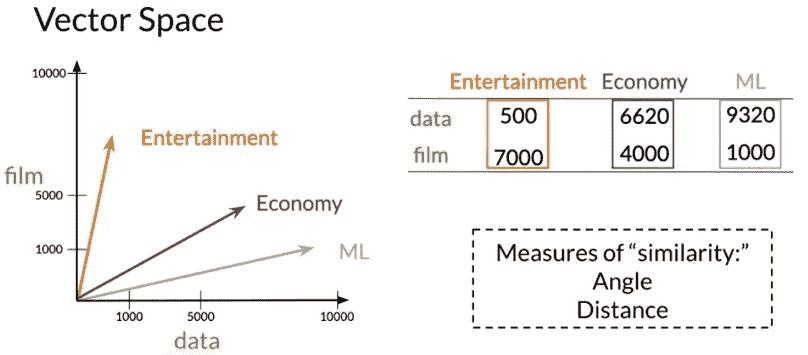 Vector Space
10000
film
5000
1000
Entertainment
Economy
ML
1000 5000 10000
data
Entertainment Economy ML
data 500 6620 9320
film 7000 4000 1000
Measures of “similarity:”
Angle
Distance